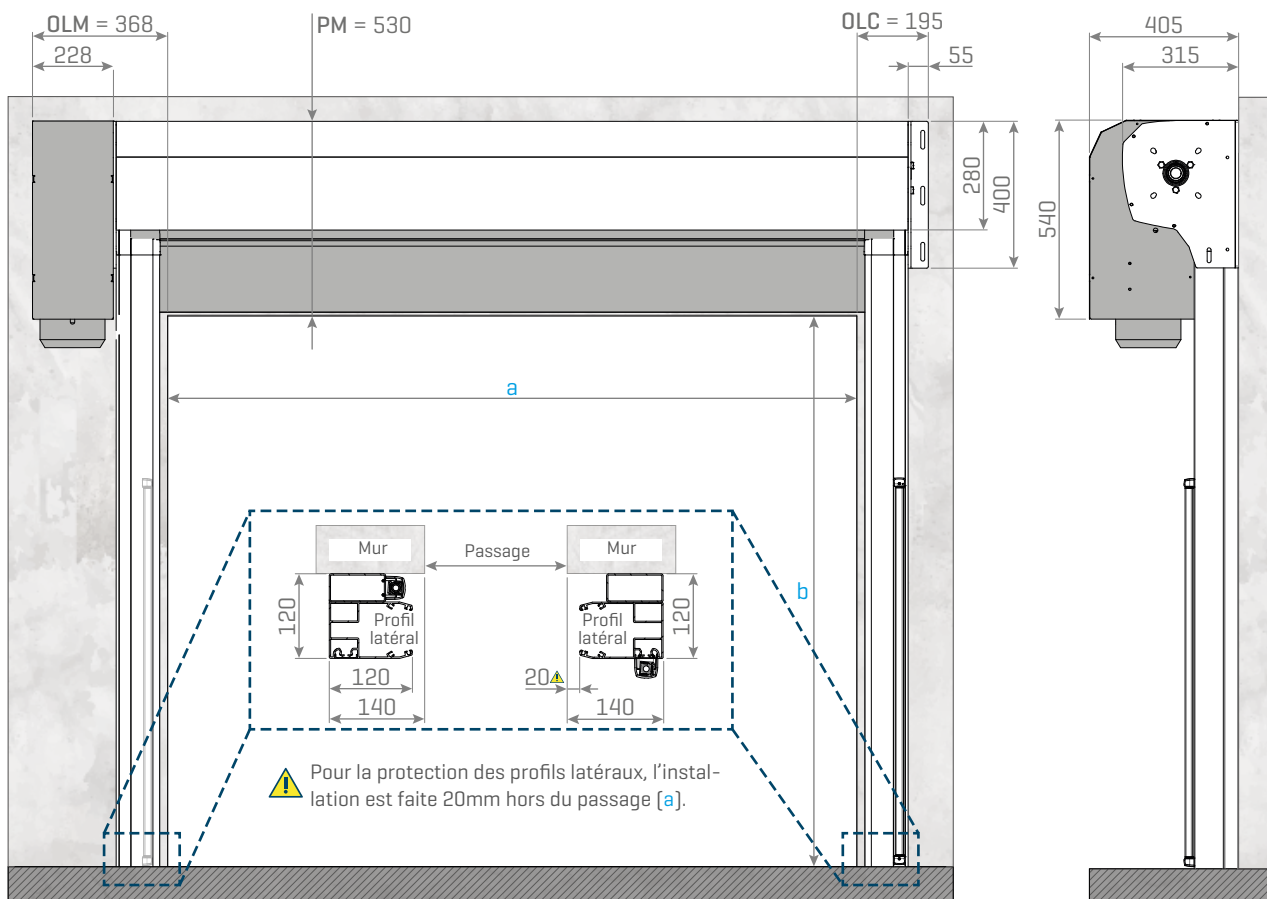 OLM = 368
PM = 530
OLC = 195
405
228
55
315
280
400
540
a
Mur
Passage
Mur
b
120
Profil
latéral
Profil
latéral
120
120
20
140
140
Pour la protection des profils latéraux, l'instal-
lation est faite 20mm hors du passage (a).